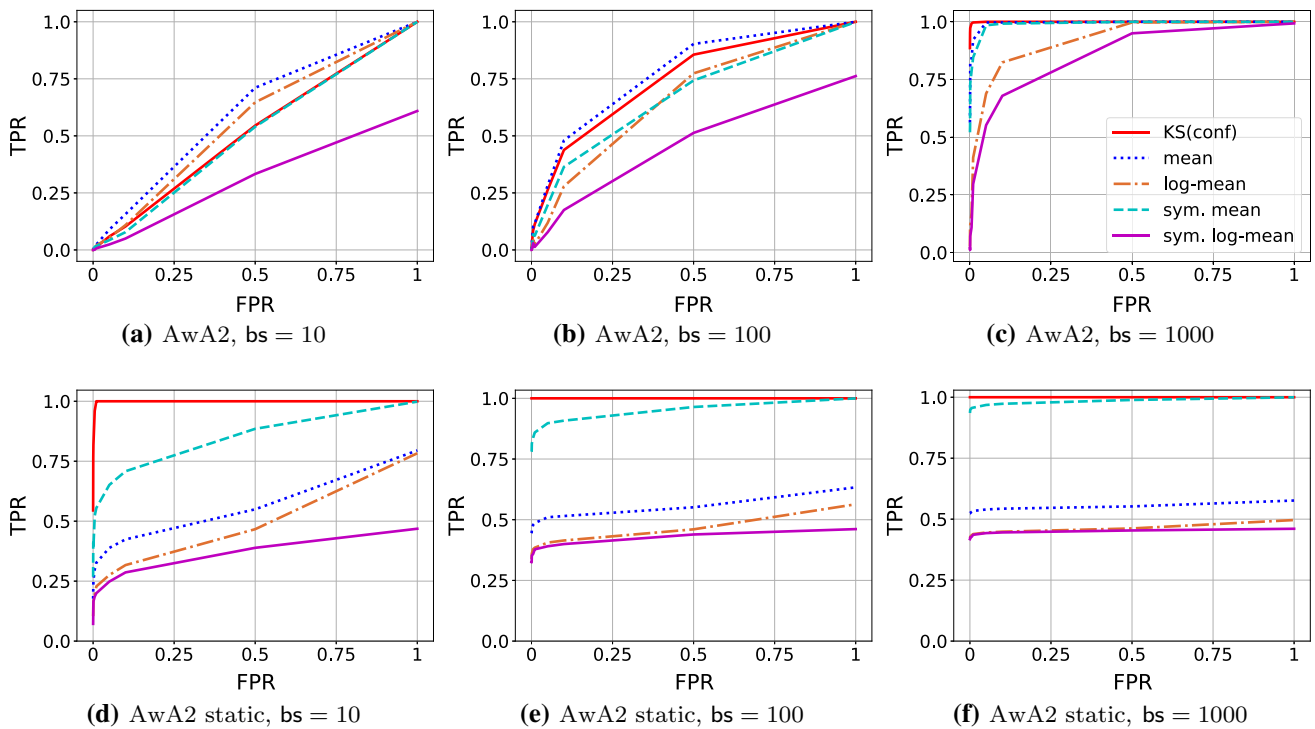 1.0
0.75
0.5
0.25
0.0
TPR
0 0.25 0.5 0.75 1
FPR
(a) AwA2, bs = 10
1.0
0.75
0.5
0.25
0.0
TPR
0 0.25 0.5 0.75 1
FPR
(b) AwA2, bs = 100
1.0
0.75
0.5
0.25
0.0
TPR
KS(conf)
mean
log-mean
sym. mean
sym. log-mean
0 0.25 0.5 0.75 1
FPR
(c) AwA2, bs = 1000
1.0
0.75
0.5
0.25
0.0
TPR
0 0.25 0.5 0.75 1
FPR
(d) AwA2 static, bs = 10
1.0
0.75
0.5
0.25
0.0
TPR
0 0.25 0.5 0.75 1
FPR
(e) AwA2 static, bs = 100
1.0
0.75
0.5
0.25
0.0
TPR
0 0.25 0.5 0.75 1
FPR
(f) AwA2 static, bs = 1000